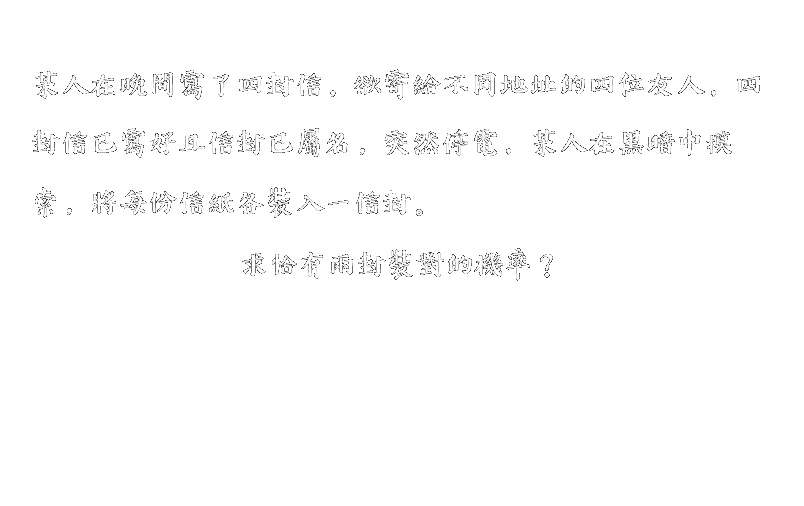 某人在晚間寫了四封信，欲寄給不同地址的四位友人，四
封信已寫好且信封已屬名，突然停電，某人在黑暗中摸
索，將每份信紙各裝入一信封。
求恰有兩封裝對的機率？